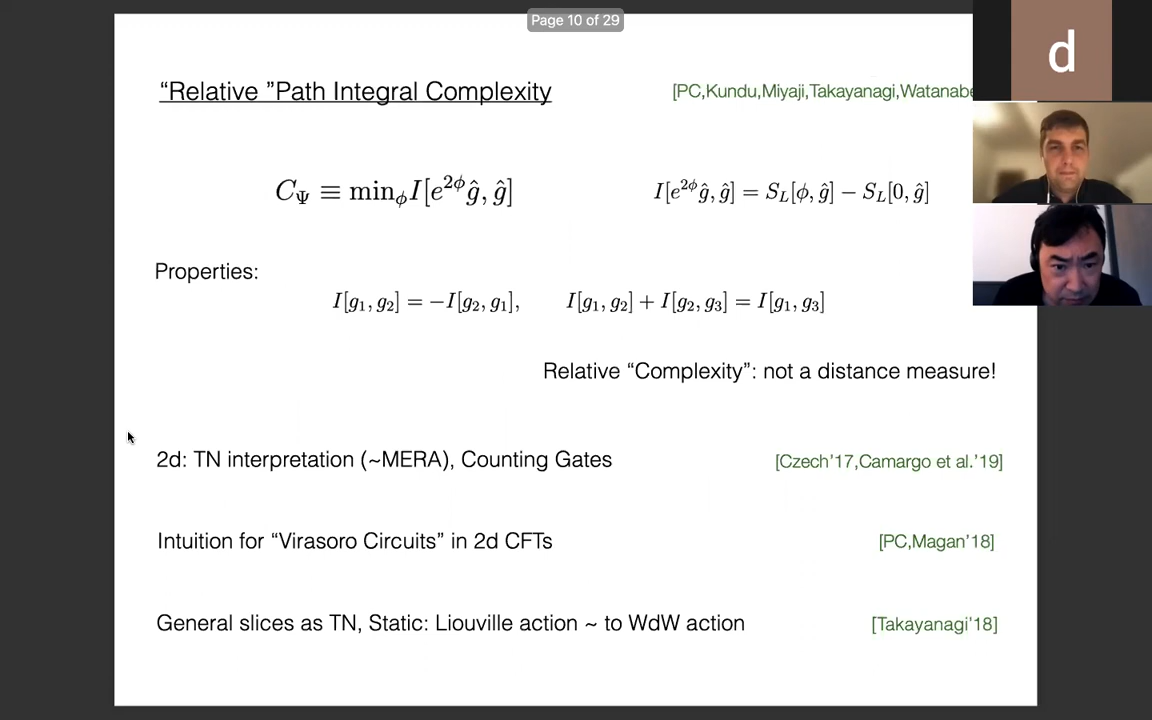 Page 10 of 29
d
“Relative ”Path Integral Complexity
[PC,Kundu,Miyaji,Takayanagi,Watanabe
C_Ψ ≡ min_ϕ I[e^{2ϕ}ĝ, ĝ]
I[e^{2ϕ}ĝ, ĝ] = S_L[ϕ, ĝ] − S_L[0, ĝ]
Properties:
I[g_1, g_2] = −I[g_2, g_1],
I[g_1, g_2] + I[g_2, g_3] = I[g_1, g_3]
Relative “Complexity”: not a distance measure!
2d: TN interpretation (~MERA), Counting Gates
[Czech’17,Camargo et al.’19]
Intuition for “Virasoro Circuits” in 2d CFTs
[PC,Magan’18]
General slices as TN, Static: Liouville action ~ to WdW action
[Takayanagi'18]